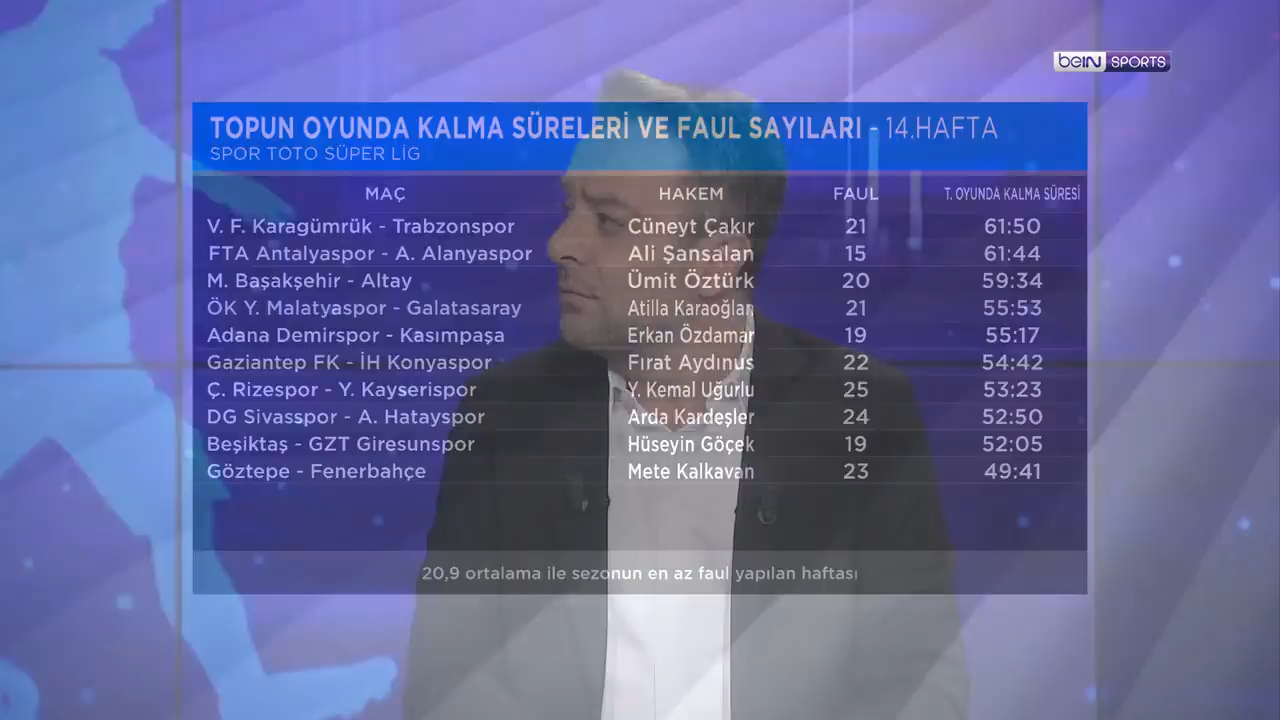 beIN SPORTS
TOPUN OYUNDA KALMA SÜRELERİ VE FAUL SAYILARI - 14.HAFTA
SPOR TOTO SÜPER LİG
MAÇ HAKEM FAUL T. OYUNDA KALMA SÜRESİ
V. F. Karagümrük - Trabzonspor Cüneyt Çakır 21 61:50
FTA Antalyaspor - A. Alanyaspor Ali Şansalan 15 61:44
M. Başakşehir - Altay Ümit Öztürk 20 59:34
ÖK Y. Malatyaspor - Galatasaray Atilla Karaoğlan 21 55:53
Adana Demirspor - Kasımpaşa Erkan Özdamar 19 55:17
Gaziantep FK - İH Konyaspor Fırat Aydınus 22 54:42
Ç. Rizespor - Y. Kayserispor Y. Kemal Uğurlu 25 53:23
DG Sivasspor - A. Hatayspor Arda Kardeşler 24 52:50
Beşiktaş - GZT Giresunspor Hüseyin Göçek 19 52:05
Göztepe - Fenerbahçe Mete Kalkavan 23 49:41
20,9 ortalama ile sezonun en az faul yapılan haftası